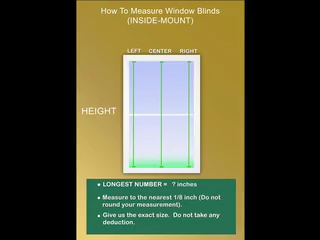 How To Measure Window Blinds
(INSIDE-MOUNT)
LEFT CENTER RIGHT
HEIGHT
• LONGEST NUMBER = ? inches
• Measure to the nearest 1/8 inch (Do not
round your measurement).
• Give us the exact size. Do not take any
deduction.